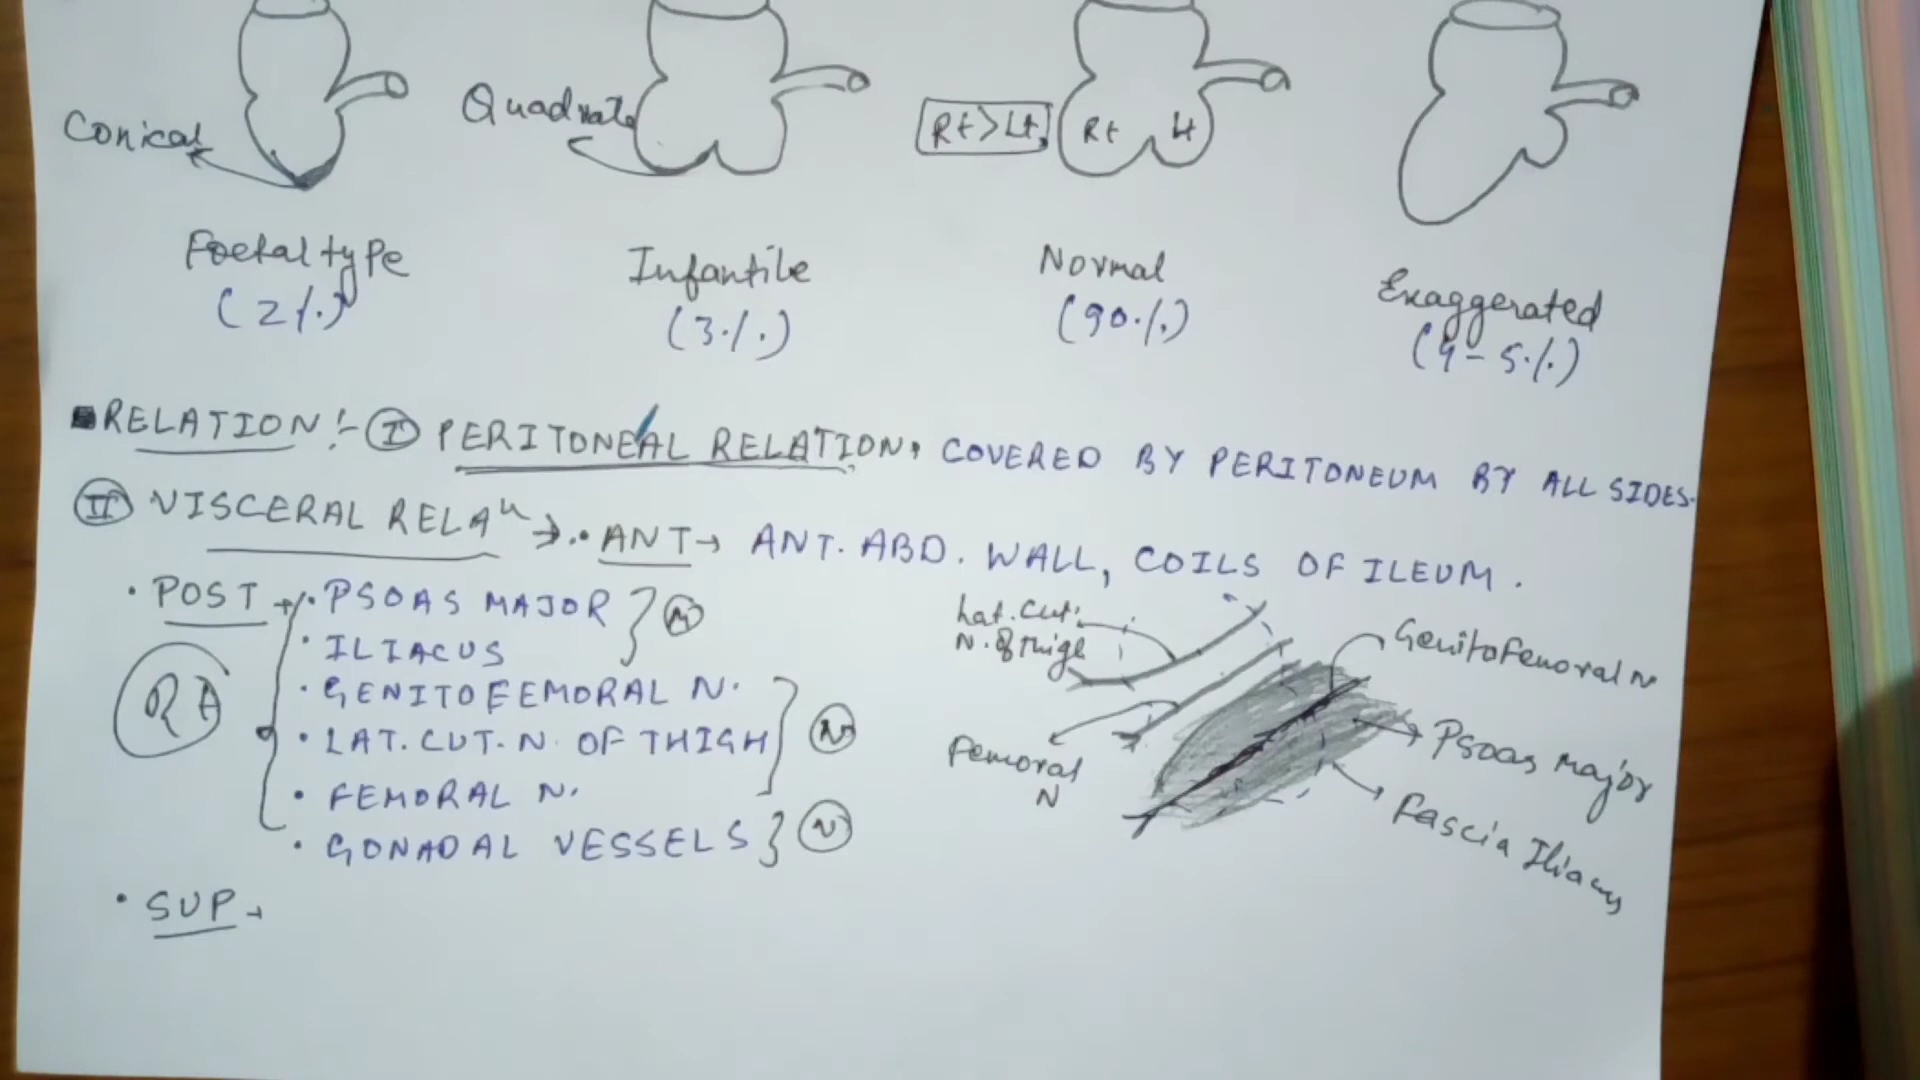 Conical
Quadrate
Rt>Lt
Rt
Lt
Foetal type
(2%)
Infantile
(3%)
Normal
(90%)
Exaggerated
(4-5%)
RELATION:- (I) PERITONEAL RELATION. COVERED BY PERITONEUM BY ALL SIDES.
(II) VISCERAL RELAn → • ANT → ANT. ABD. WALL, COILS OF ILEUM.
• POST → • PSOAS MAJOR } (M)
• ILIACUS
• GENITOFEMORAL N.
• LAT. CUT. N. OF THIGH } (N)
• FEMORAL N.
• GONADAL VESSELS } (V)
• SUP →
Lat. Cut.
N. of Thigh
Femoral
N
Genitofemoral N
Psoas Major
Fascia Iliacus